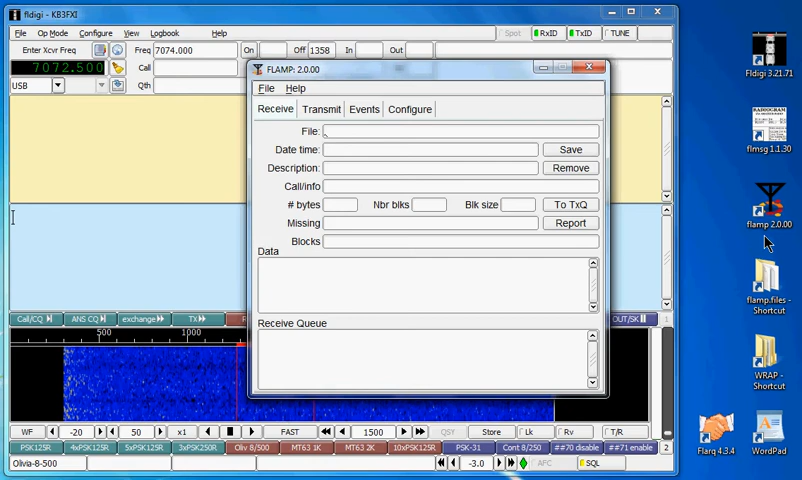 fldigi - KB3FXI
File Op Mode Configure View Logbook Help
Spot RxID TxID TUNE
Enter Xcvr Freq Freq 7074.000 On Off 1358 In Out
7072.500 Call
USB Qth
FLAMP: 2.0.00
File Help
Receive Transmit Events Configure
File:
Date time: Save
Description: Remove
Call/info
# bytes Nbr blks Blk size To TxQ
Missing Report
Blocks
Data
Receive Queue
Call/CQ ANS CQ exchange TX OUT/SK 1
500 1000
WF -20 50 x1 FAST 1500 QSY Store Lk Rv T/R
PSK125R 4xPSK125R 5xPSK125R 3xPSK250R Oliv 8/500 MT63 1K MT63 2K 10xPSK125R PSK-31 Cont 8/250 ##70 disable ##71 enable 2
Olivia-8-500 -3.0 AFC SQL
Fldigi 3.21.71
RADIOGRAM
flmsg 1.1.30
flamp 2.0.00
flamp.files -
Shortcut
WRAP -
Shortcut
Flarq 4.3.4
WordPad